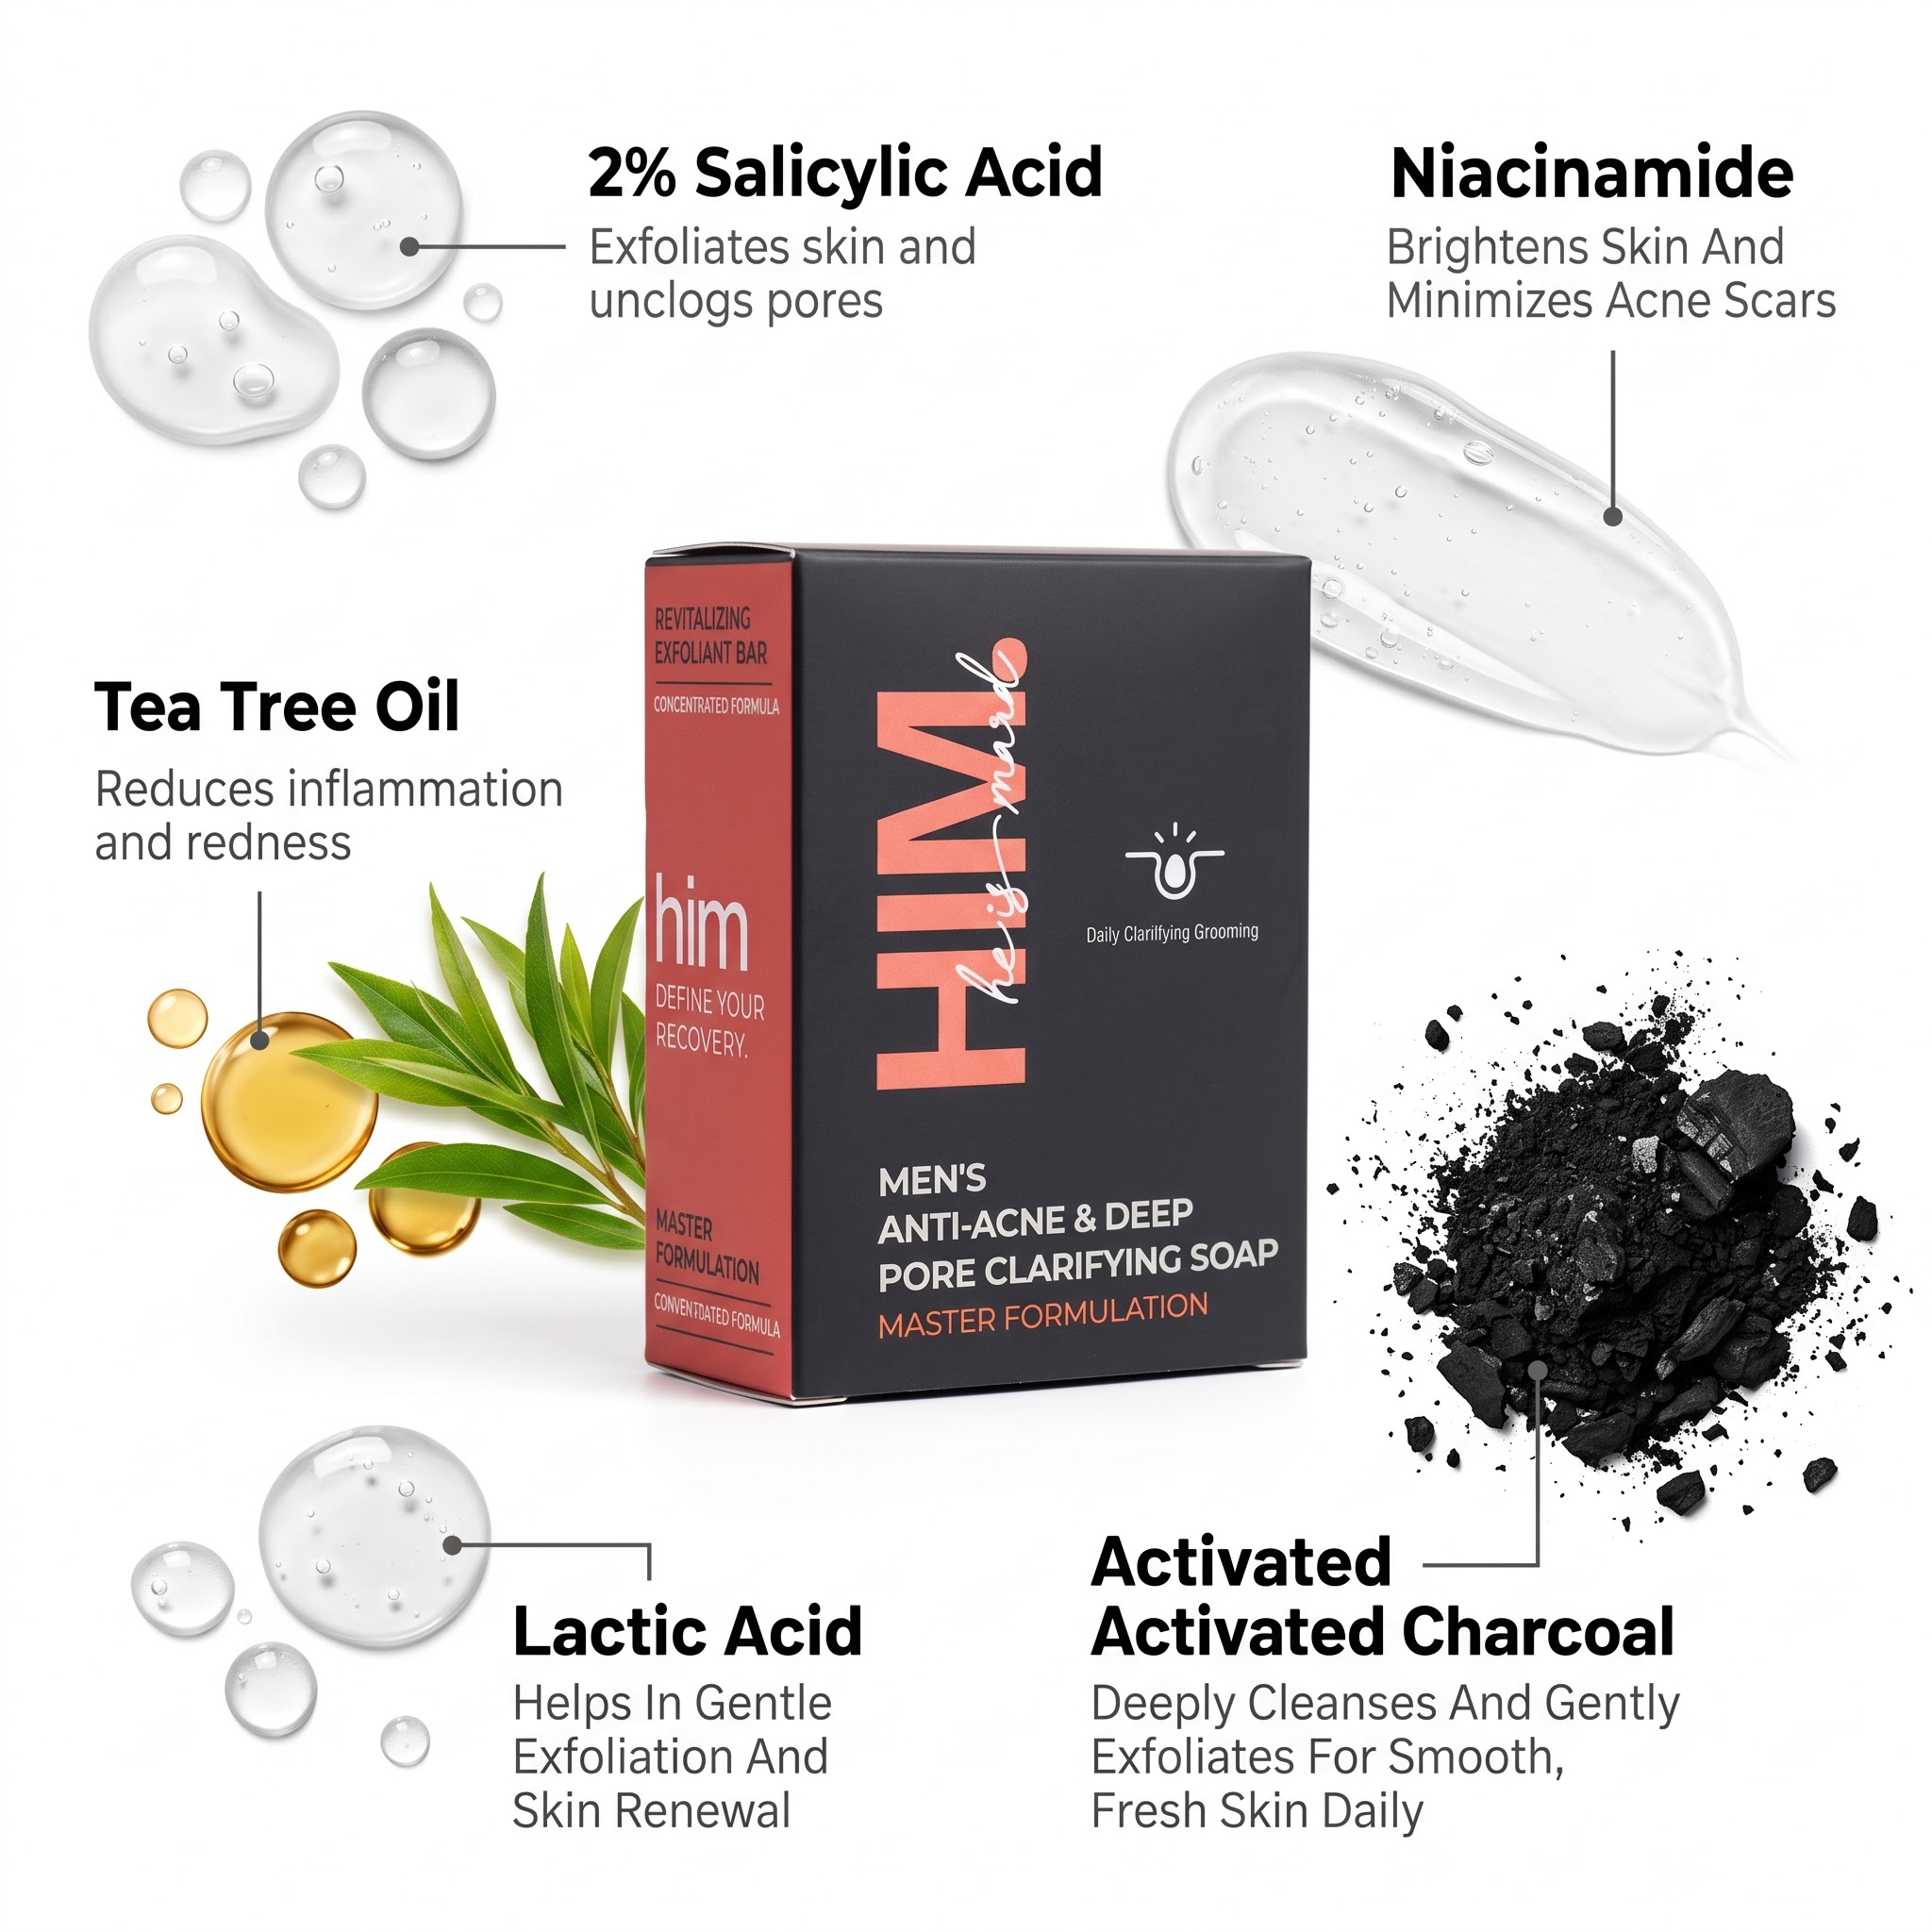 2% Salicylic Acid
Exfoliates skin and
unclogs pores
Niacinamide
Brightens Skin And
Minimizes Acne Scars
Tea Tree Oil
Reduces inflammation
and redness
REVITALIZING
EXFOLIANT BAR
CONCENTRATED FORMULA
him
DEFINE YOUR
RECOVERY.
MASTER
FORMULATION
CONVENTDATED FORMULA
HIM
he is mard
Daily Clarilfying Grooming
MEN'S
ANTI-ACNE & DEEP
PORE CLARIFYING SOAP
MASTER FORMULATION
Lactic Acid
Helps In Gentle
Exfoliation And
Skin Renewal
Activated
Activated Charcoal
Deeply Cleanses And Gently
Exfoliates For Smooth,
Fresh Skin Daily